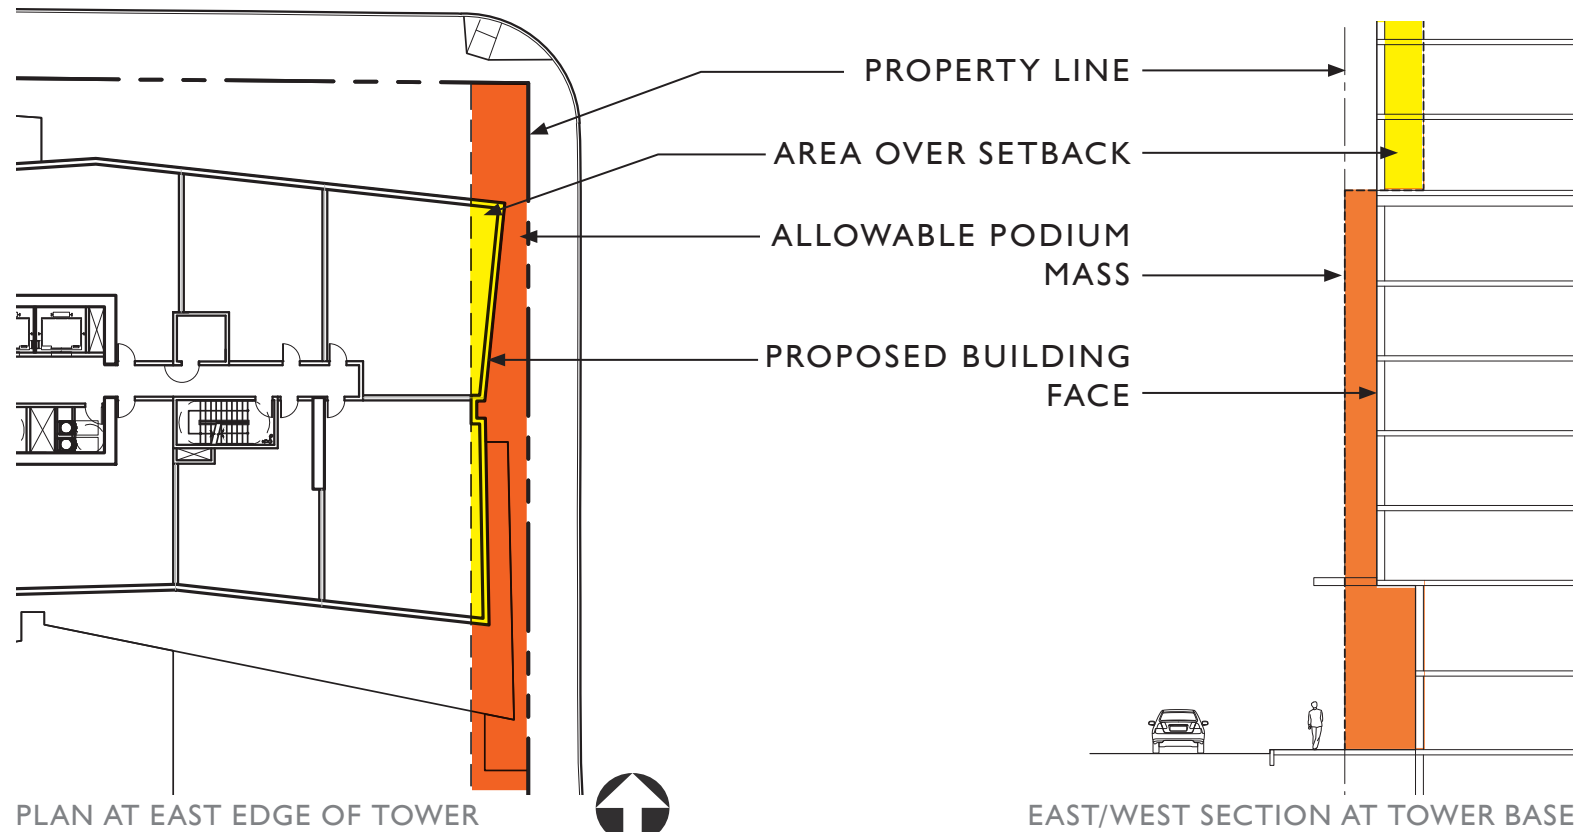 PROPERTY LINE
AREA OVER SETBACK
ALLOWABLE PODIUM
MASS
PROPOSED BUILDING
FACE
PLAN AT EAST EDGE OF TOWER
EAST/WEST SECTION AT TOWER BASE